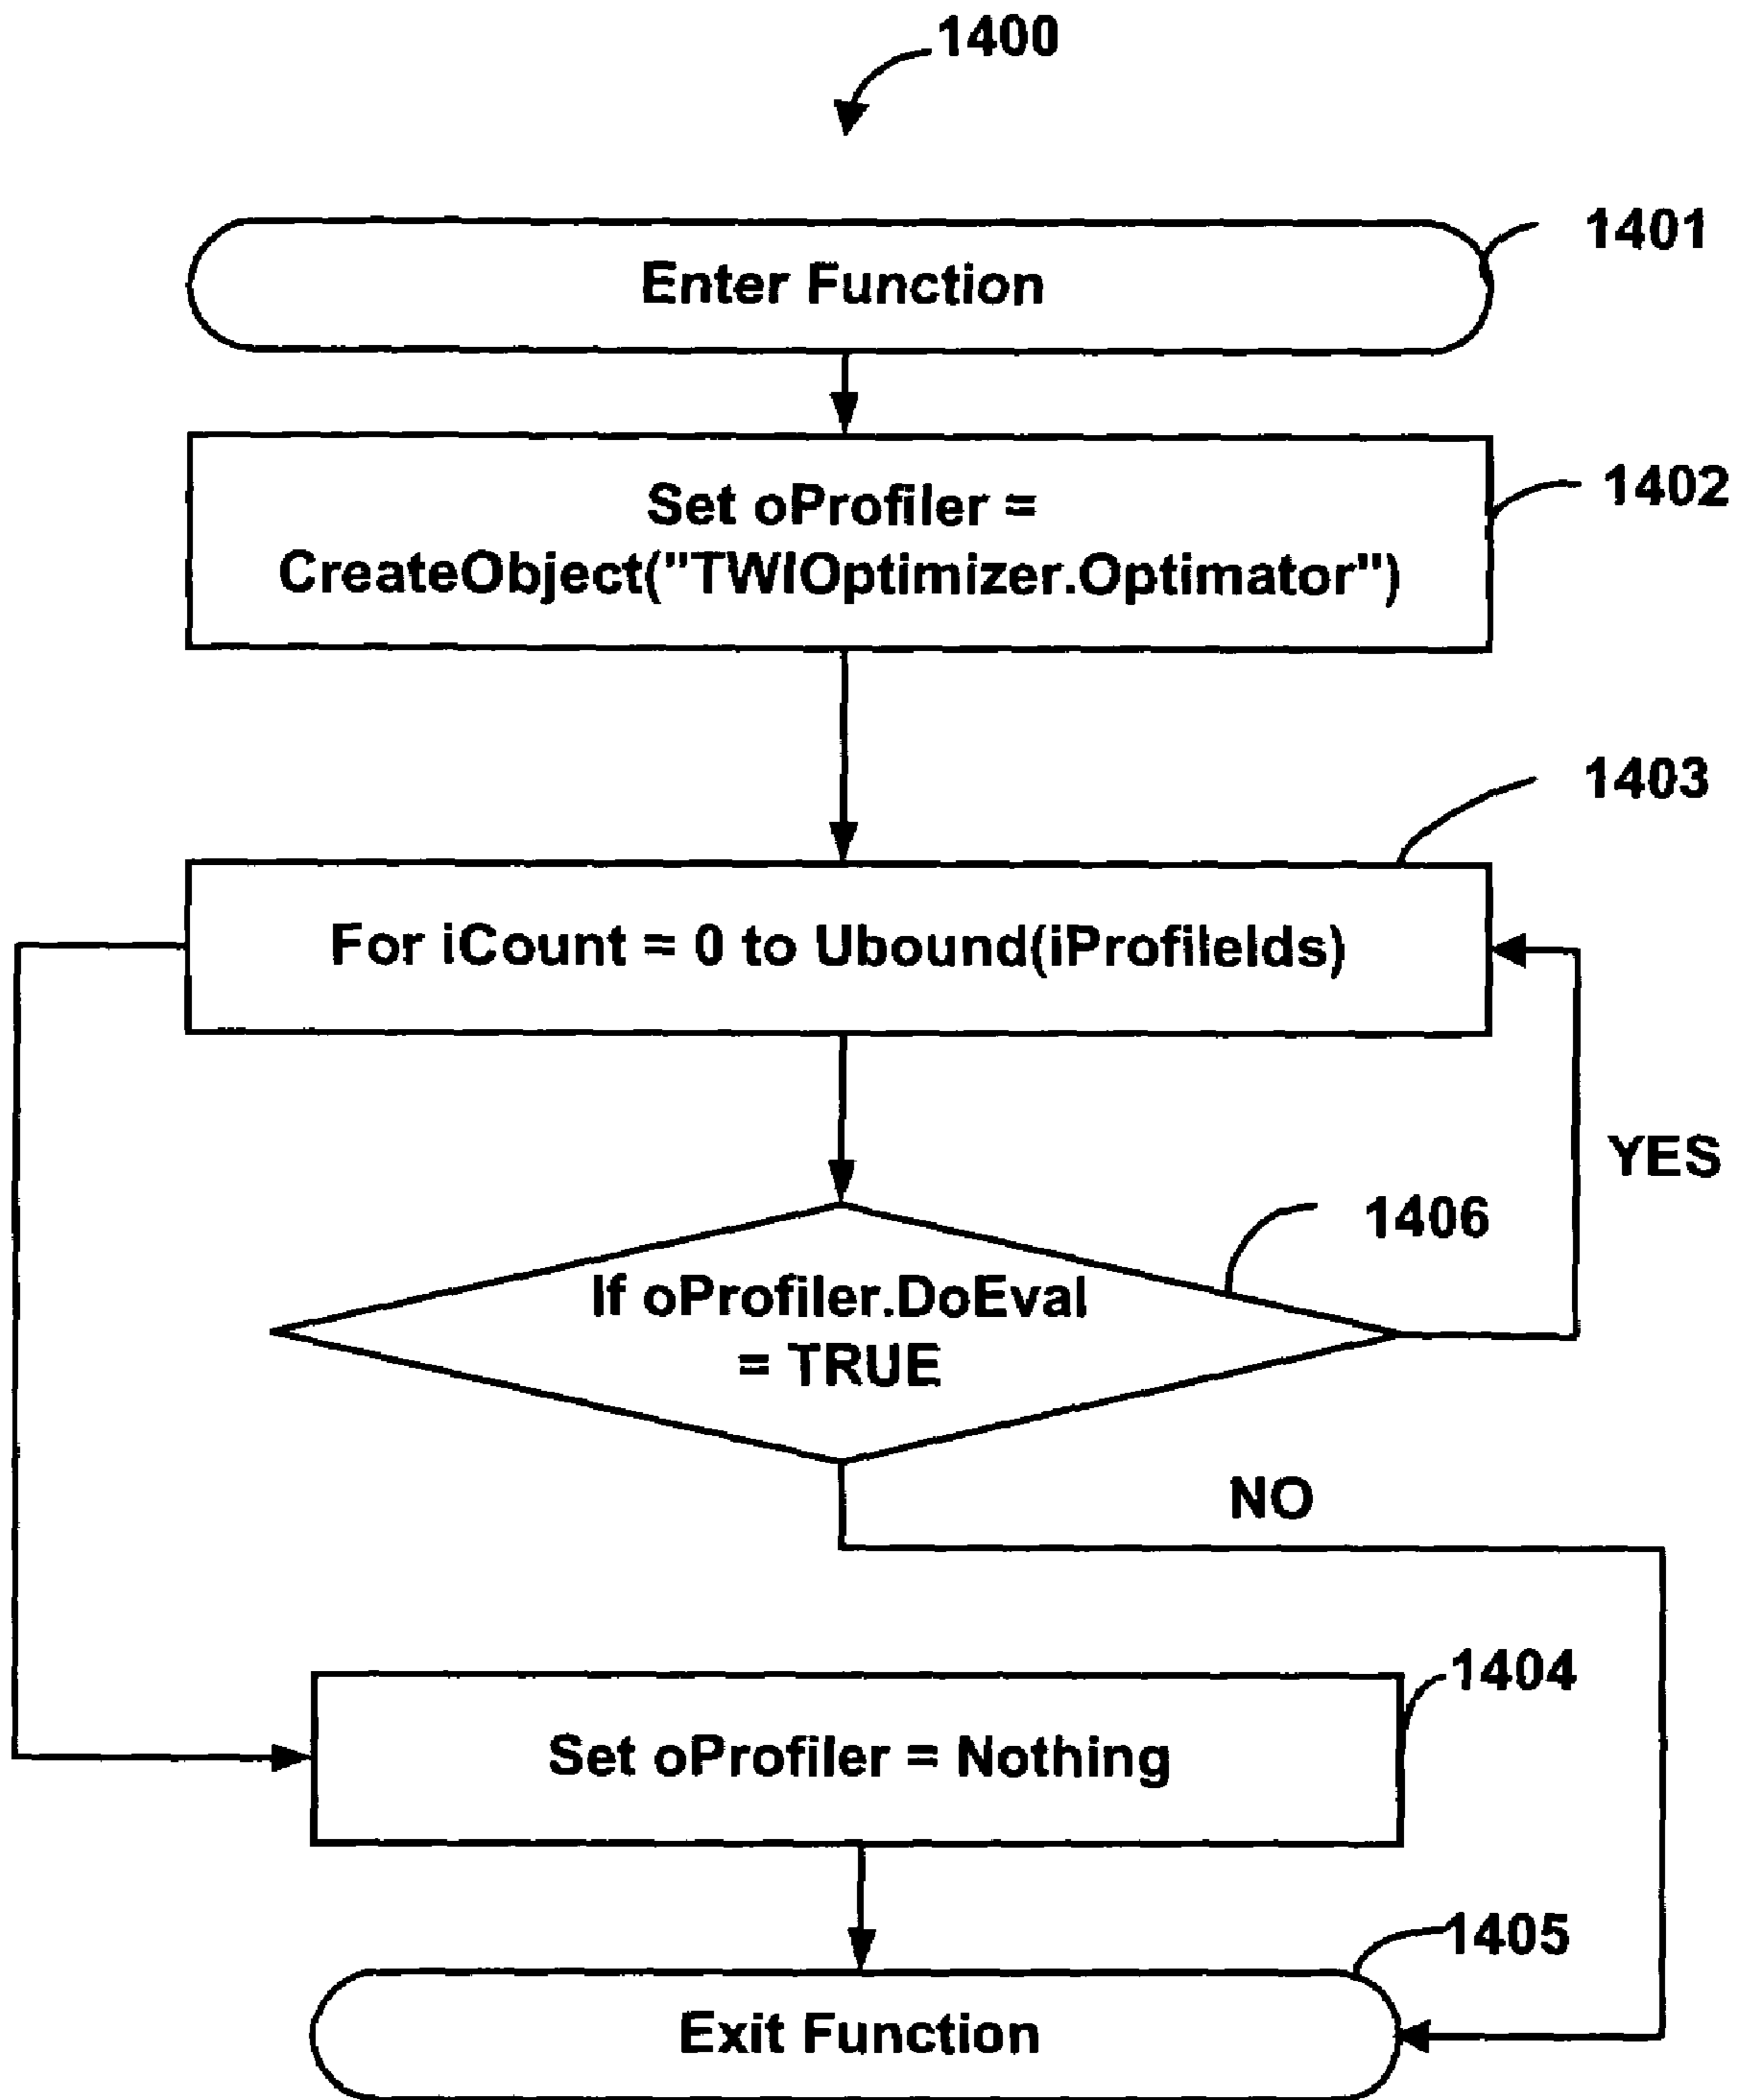 1400
1401
Enter Function
1402
Set oProfiler =
CreateObject("TWIOptimizer.Optimator")
1403
For iCount = 0 to Ubound(iProfileIds)
YES
1406
If oProfiler.DoEval
= TRUE
NO
1404
Set oProfiler = Nothing
1405
Exit Function